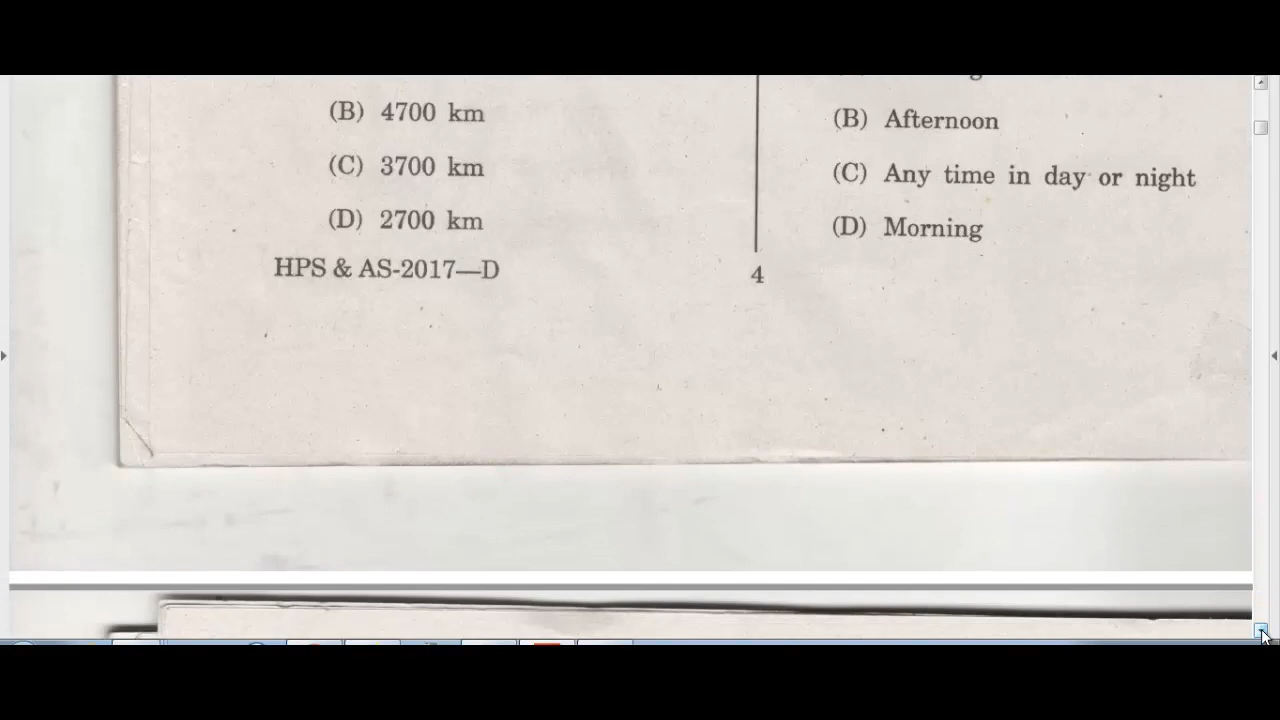 (B) 4700 km
(C) 3700 km
(D) 2700 km
HPS & AS-2017—D
(B) Afternoon
(C) Any time in day or night
(D) Morning
4